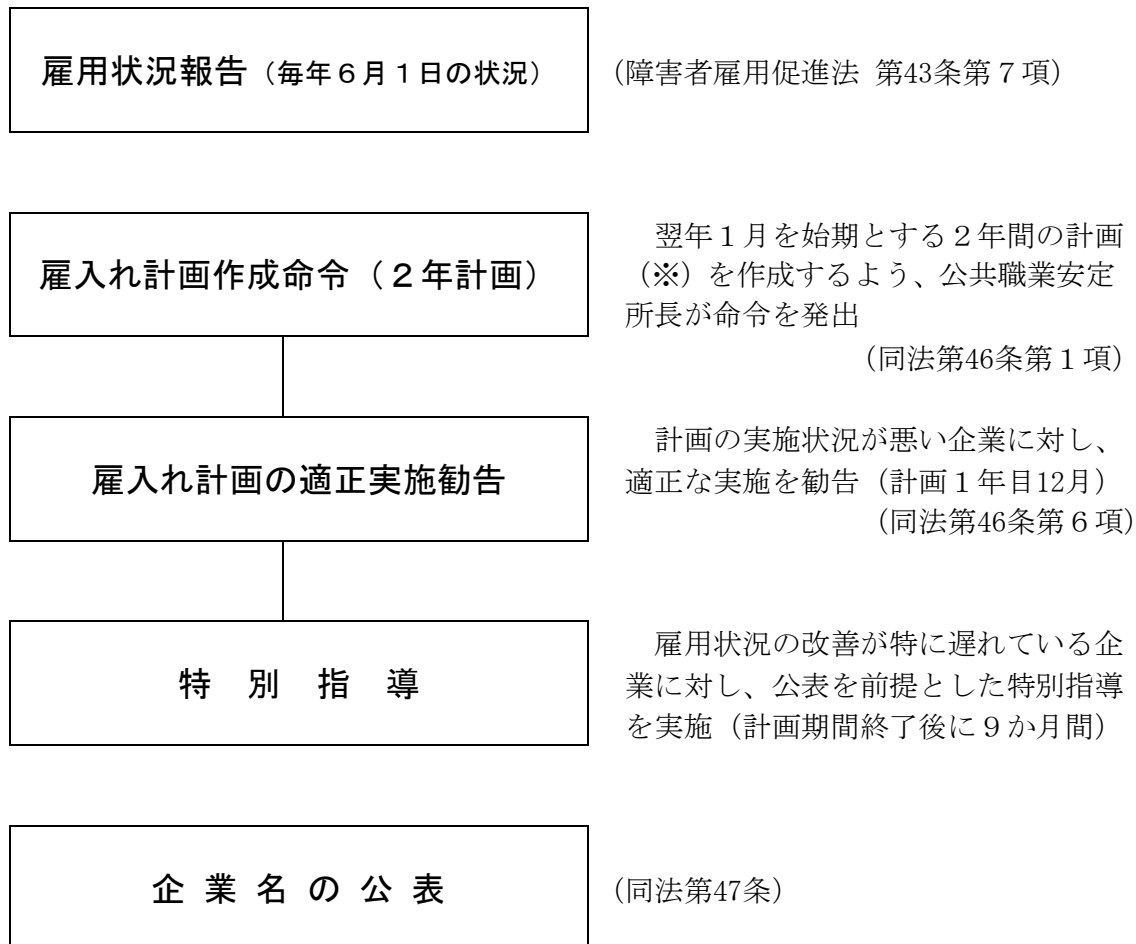 雇用状況報告（毎年６月１日の状況）
（障害者雇用促進法 第43条第７項）
雇入れ計画作成命令（２年計画）
翌年１月を始期とする２年間の計画
（※）を作成するよう、公共職業安定
所長が命令を発出
（同法第46条第１項）
雇入れ計画の適正実施勧告
計画の実施状況が悪い企業に対し、
適正な実施を勧告（計画１年目12月）
（同法第46条第６項）
特 別 指 導
雇用状況の改善が特に遅れている企
業に対し、公表を前提とした特別指導
を実施（計画期間終了後に９か月間）
企 業 名 の 公 表
（同法第47条）